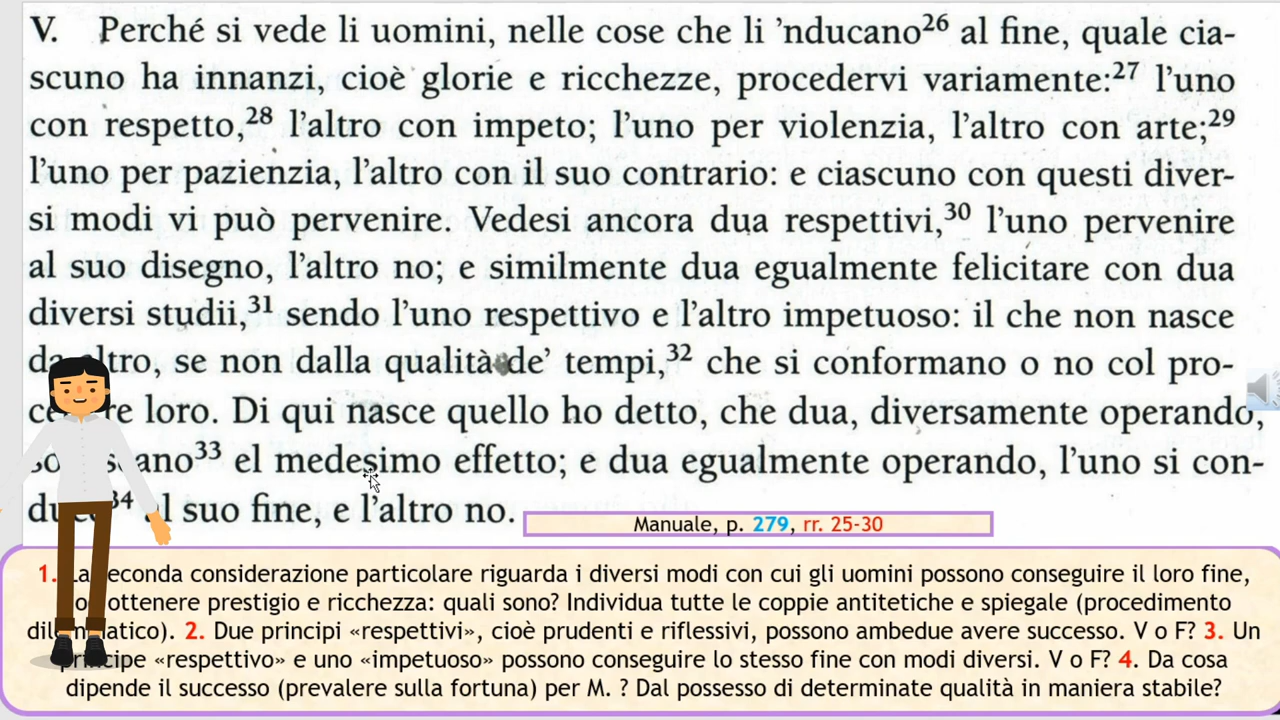 V. Perché si vede li uomini, nelle cose che li ’nducano26 al fine, quale cia-
scuno ha innanzi, cioè glorie e ricchezze, procedervi variamente:27 l’uno
con respetto,28 l’altro con impeto; l’uno per violenzia, l’altro con arte;29
l’uno per pazienzia, l’altro con il suo contrario: e ciascuno con questi diver-
si modi vi può pervenire. Vedesi ancora dua respettivi,30 l’uno pervenire
al suo disegno, l’altro no; e similmente dua egualmente felicitare con dua
diversi studii,31 sendo l’uno respettivo e l’altro impetuoso: il che non nasce
se non dalla qualità de’ tempi,32 che si conformano o no col pro-
loro. Di qui nasce quello ho detto, che dua, diversamente operando,
el medesimo effetto; e dua egualmente operando, l’uno si con-
al suo fine, e l’altro no.
Manuale, p. 279, rr. 25-30
1. seconda considerazione particolare riguarda i diversi modi con cui gli uomini possono conseguire il loro fine,
ottenere prestigio e ricchezza: quali sono? Individua tutte le coppie antitetiche e spiegale (procedimento
2. Due principi «respettivi», cioè prudenti e riflessivi, possono ambedue avere successo. V o F? 3. Un
principe «respettivo» e uno «impetuoso» possono conseguire lo stesso fine con modi diversi. V o F? 4. Da cosa
dipende il successo (prevalere sulla fortuna) per M. ? Dal possesso di determinate qualità in maniera stabile?